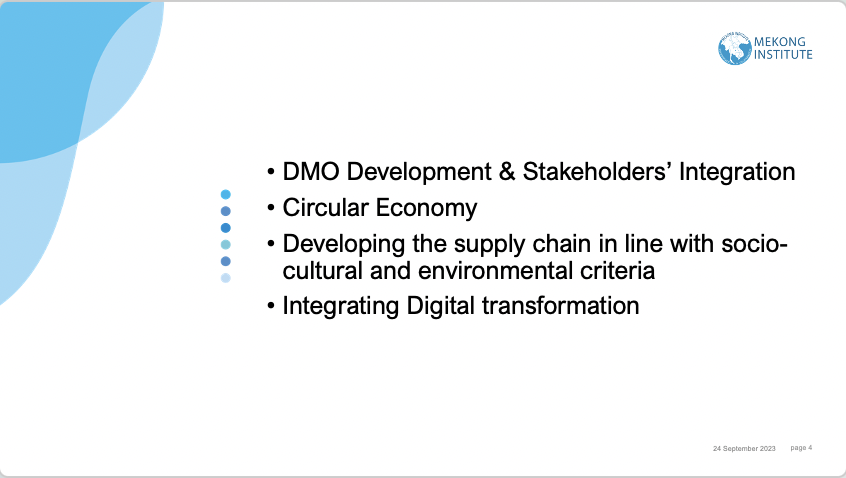 MEKONG
INSTITUTE
• DMO Development & Stakeholders’ Integration
• Circular Economy
• Developing the supply chain in line with socio-
cultural and environmental criteria
• Integrating Digital transformation
24 September 2023 page 4